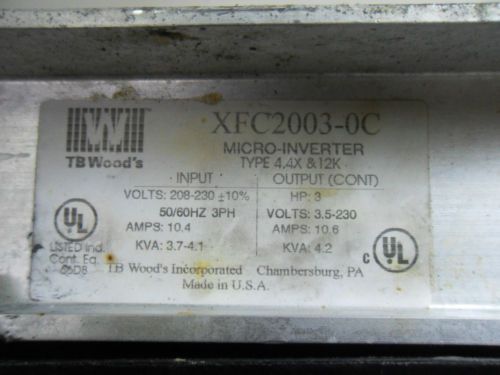 XFC2003-0C
TB Wood's
MICRO-INVERTER
TYPE 4,4X & 12K
INPUT
VOLTS: 208-230 ±10%
50/60HZ 3PH
AMPS: 10.4
KVA: 3.7-4.1
OUTPUT (CONT)
HP: 3
VOLTS: 3.5-230
AMPS: 10.6
KVA: 4.2
UL
LISTED Ind.
Cont. Eq.
66D8
C UL
TB Wood's Incorporated Chambersburg, PA
Made in U.S.A.